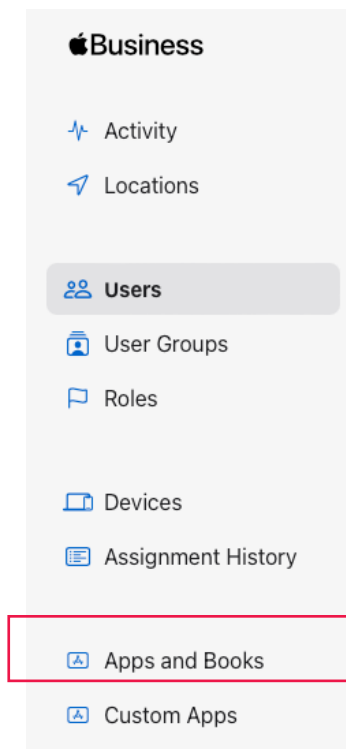 Business
Activity
Locations
Users
User Groups
Roles
Devices
Assignment History
Apps and Books
Custom Apps